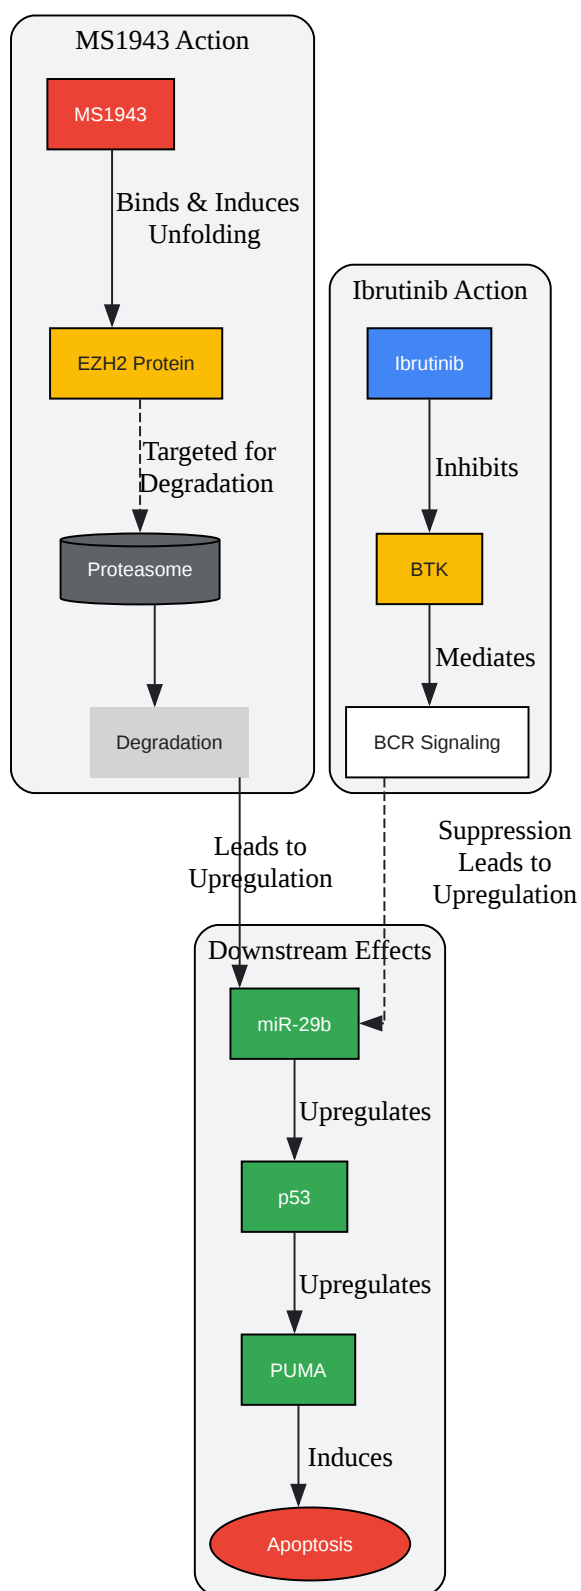 MS1943 Action
MS1943
Binds & Induces
Unfolding
EZH2 Protein
Targeted for
Degradation
Proteasome
Degradation
Ibrutinib Action
Ibrutinib
Inhibits
BTK
Mediates
BCR Signaling
Leads to
Upregulation
Suppression
Leads to
Upregulation
Downstream Effects
miR-29b
Upregulates
p53
Upregulates
PUMA
Induces
Apoptosis